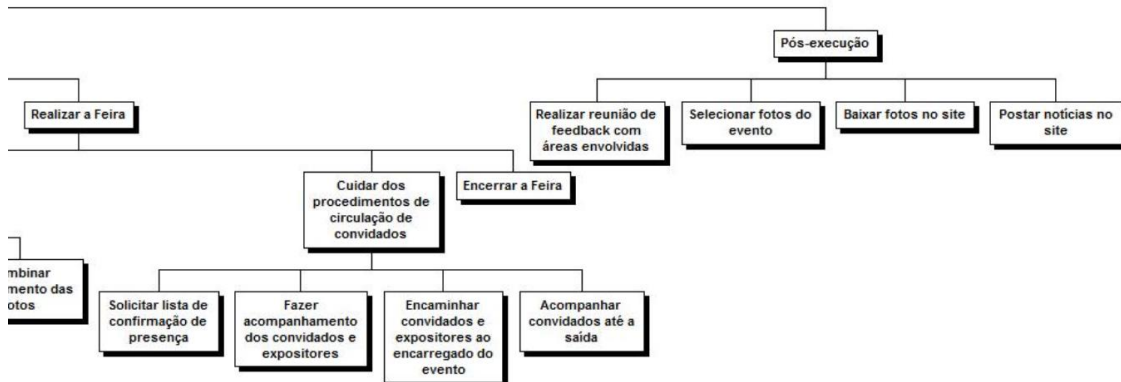 Pós-execução
Realizar a Feira
Realizar reunião de
feedback com
áreas envolvidas
Selecionar fotos do
evento
Baixar fotos no site
Postar notícias no
site
Cuidar dos
procedimentos de
circulação de
convidados
Encerrar a Feira
mbinar
mento das
otos
Solicitar lista de
confirmação de
presença
Fazer
acompanhamento
dos convidados e
expositores
Encaminhar
convidados e
expositores ao
encarregado do
evento
Acompanhar
convidados até a
saída